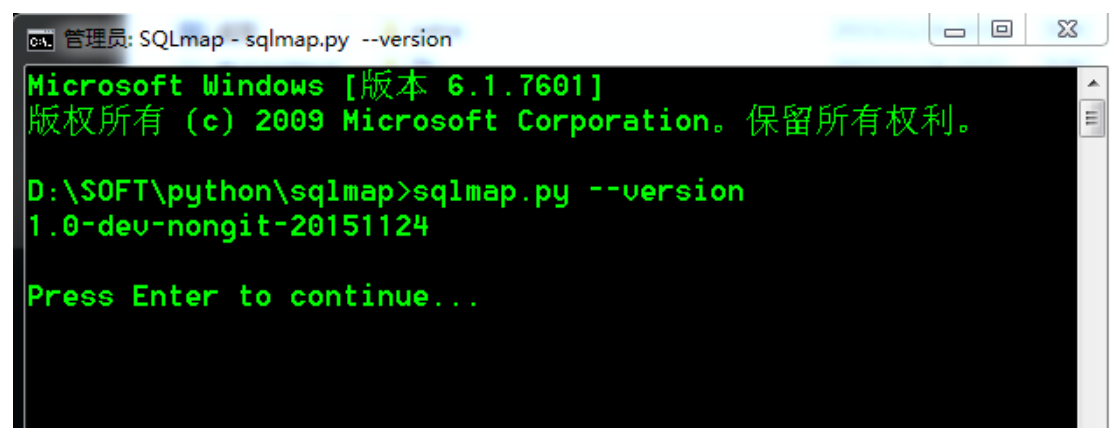 管理员: SQLmap - sqlmap.py --version
Microsoft Windows [版本 6.1.7601]
版权所有 (c) 2009 Microsoft Corporation。保留所有权利。
D:\SOFT\python\sqlmap>sqlmap.py --version
1.0-dev-nongit-20151124
Press Enter to continue...